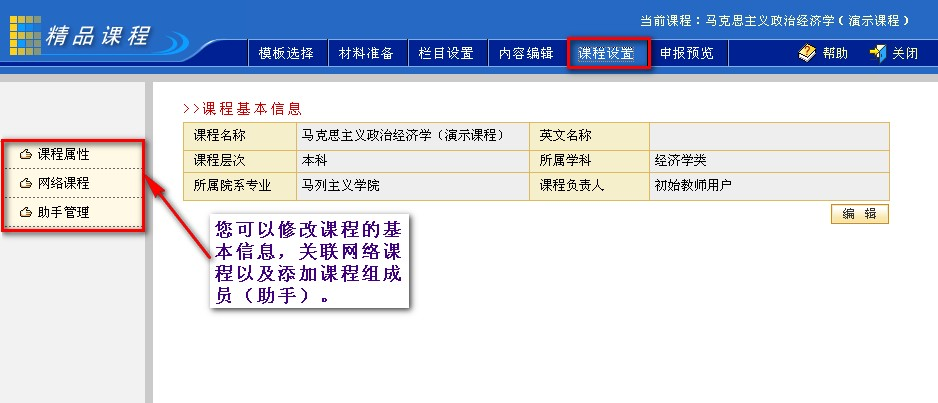 当前课程：马克思主义政治经济学（演示课程）
精品课程
模板选择 材料准备 栏目设置 内容编辑 课程设置 申报预览 帮助 关闭
>>课程基本信息
课程名称 马克思主义政治经济学（演示课程） 英文名称
课程层次 本科 所属学科 经济学类
所属院系专业 马列主义学院 课程负责人 初始教师用户
编 辑
课程属性
网络课程
助手管理
您可以修改课程的基
本信息，关联网络课
程以及添加课程组成
员（助手）。